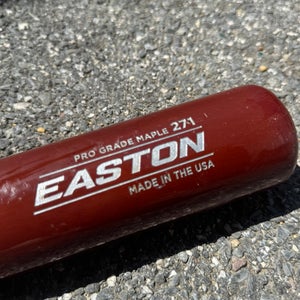 PRO GRADE MAPLE 271
EASTON
MADE IN THE USA